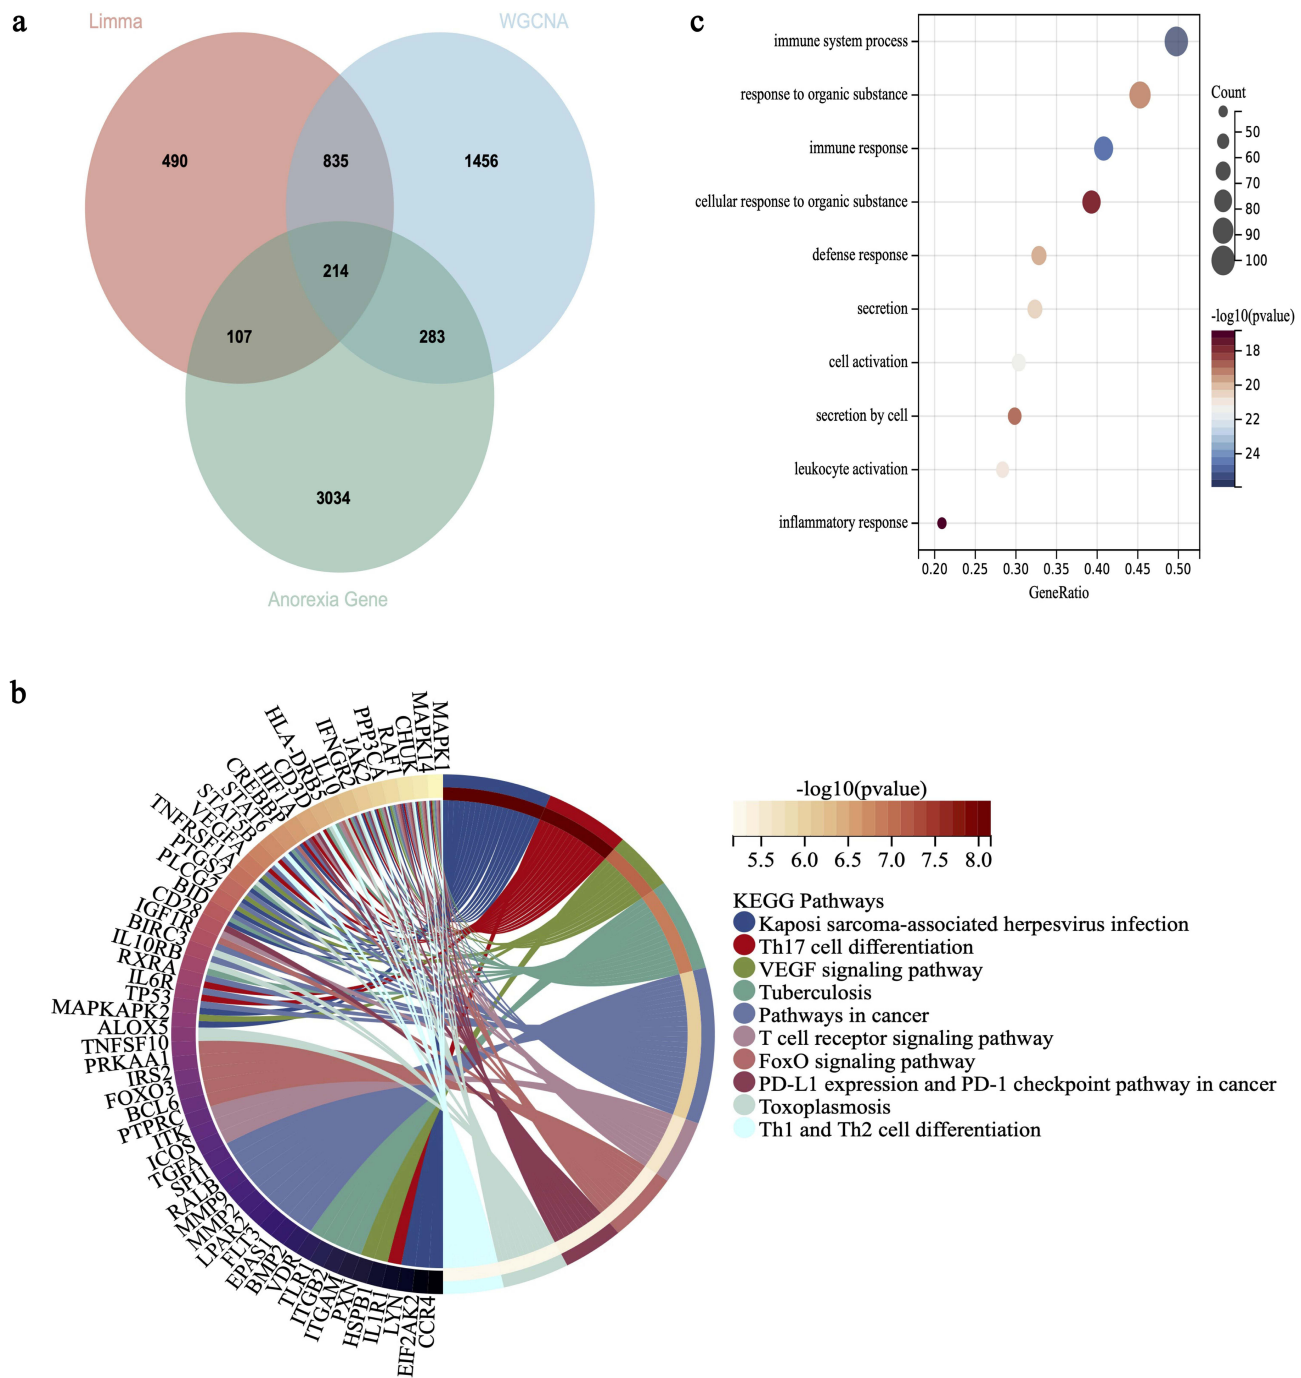 a
Limma
WGCNA
490
835
1456
214
107
283
3034
Anorexia Gene
c
immune system process
response to organic substance
immune response
cellular response to organic substance
defense response
secretion
cell activation
secretion by cell
leukocyte activation
inflammatory response
0.20 0.25 0.30 0.35 0.40 0.45 0.50
GeneRatio
Count
50
60
70
80
90
100
-log10(pvalue)
18
20
22
24
b
MAPK1
MAPK14
CHUK
RAF1
PPP3CA
JAK2
IFNGR2
IL10
HLA-DRB5
CD3D
HIF1A
CREBBP
STAT6
STAT5B
VEGFA
TNFRSF1A
PTGS2
PLCG2
BID
CD28
IGF1R
BIRC3
IL10RB
RXRA
IL6R
TP53
MAPKAPK2
ALOX5
TNFSF10
PRKAA1
IRS2
FOXO3
BCL6
PTPRC
ITK
ICOS
TGFA
SPI1
RALB
MMP9
MMP2
LPAR2
FLT3
EPAS1
BMP2
VDR
TLR1
ITGB2
ITGAM
PXN
HSPB1
IL1R1
LYN
EIF2AK2
CCR4
-log10(pvalue)
5.5 6.0 6.5 7.0 7.5 8.0
KEGG Pathways
Kaposi sarcoma-associated herpesvirus infection
Th17 cell differentiation
VEGF signaling pathway
Tuberculosis
Pathways in cancer
T cell receptor signaling pathway
FoxO signaling pathway
PD-L1 expression and PD-1 checkpoint pathway in cancer
Toxoplasmosis
Th1 and Th2 cell differentiation